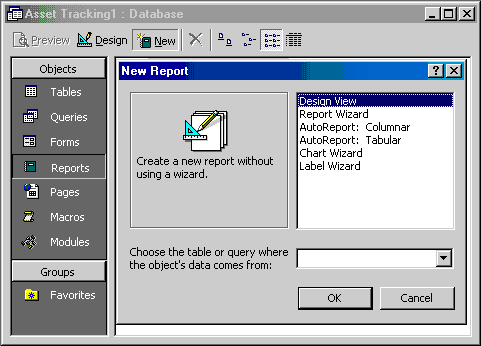 Asset Tracking1 : Database
Preview Design New
Objects
Tables
Queries
Forms
Reports
Pages
Macros
Modules
Groups
Favorites
New Report
Create a new report without
using a wizard.
Design View
Report Wizard
AutoReport: Columnar
AutoReport: Tabular
Chart Wizard
Label Wizard
Choose the table or query where
the object's data comes from:
OK Cancel